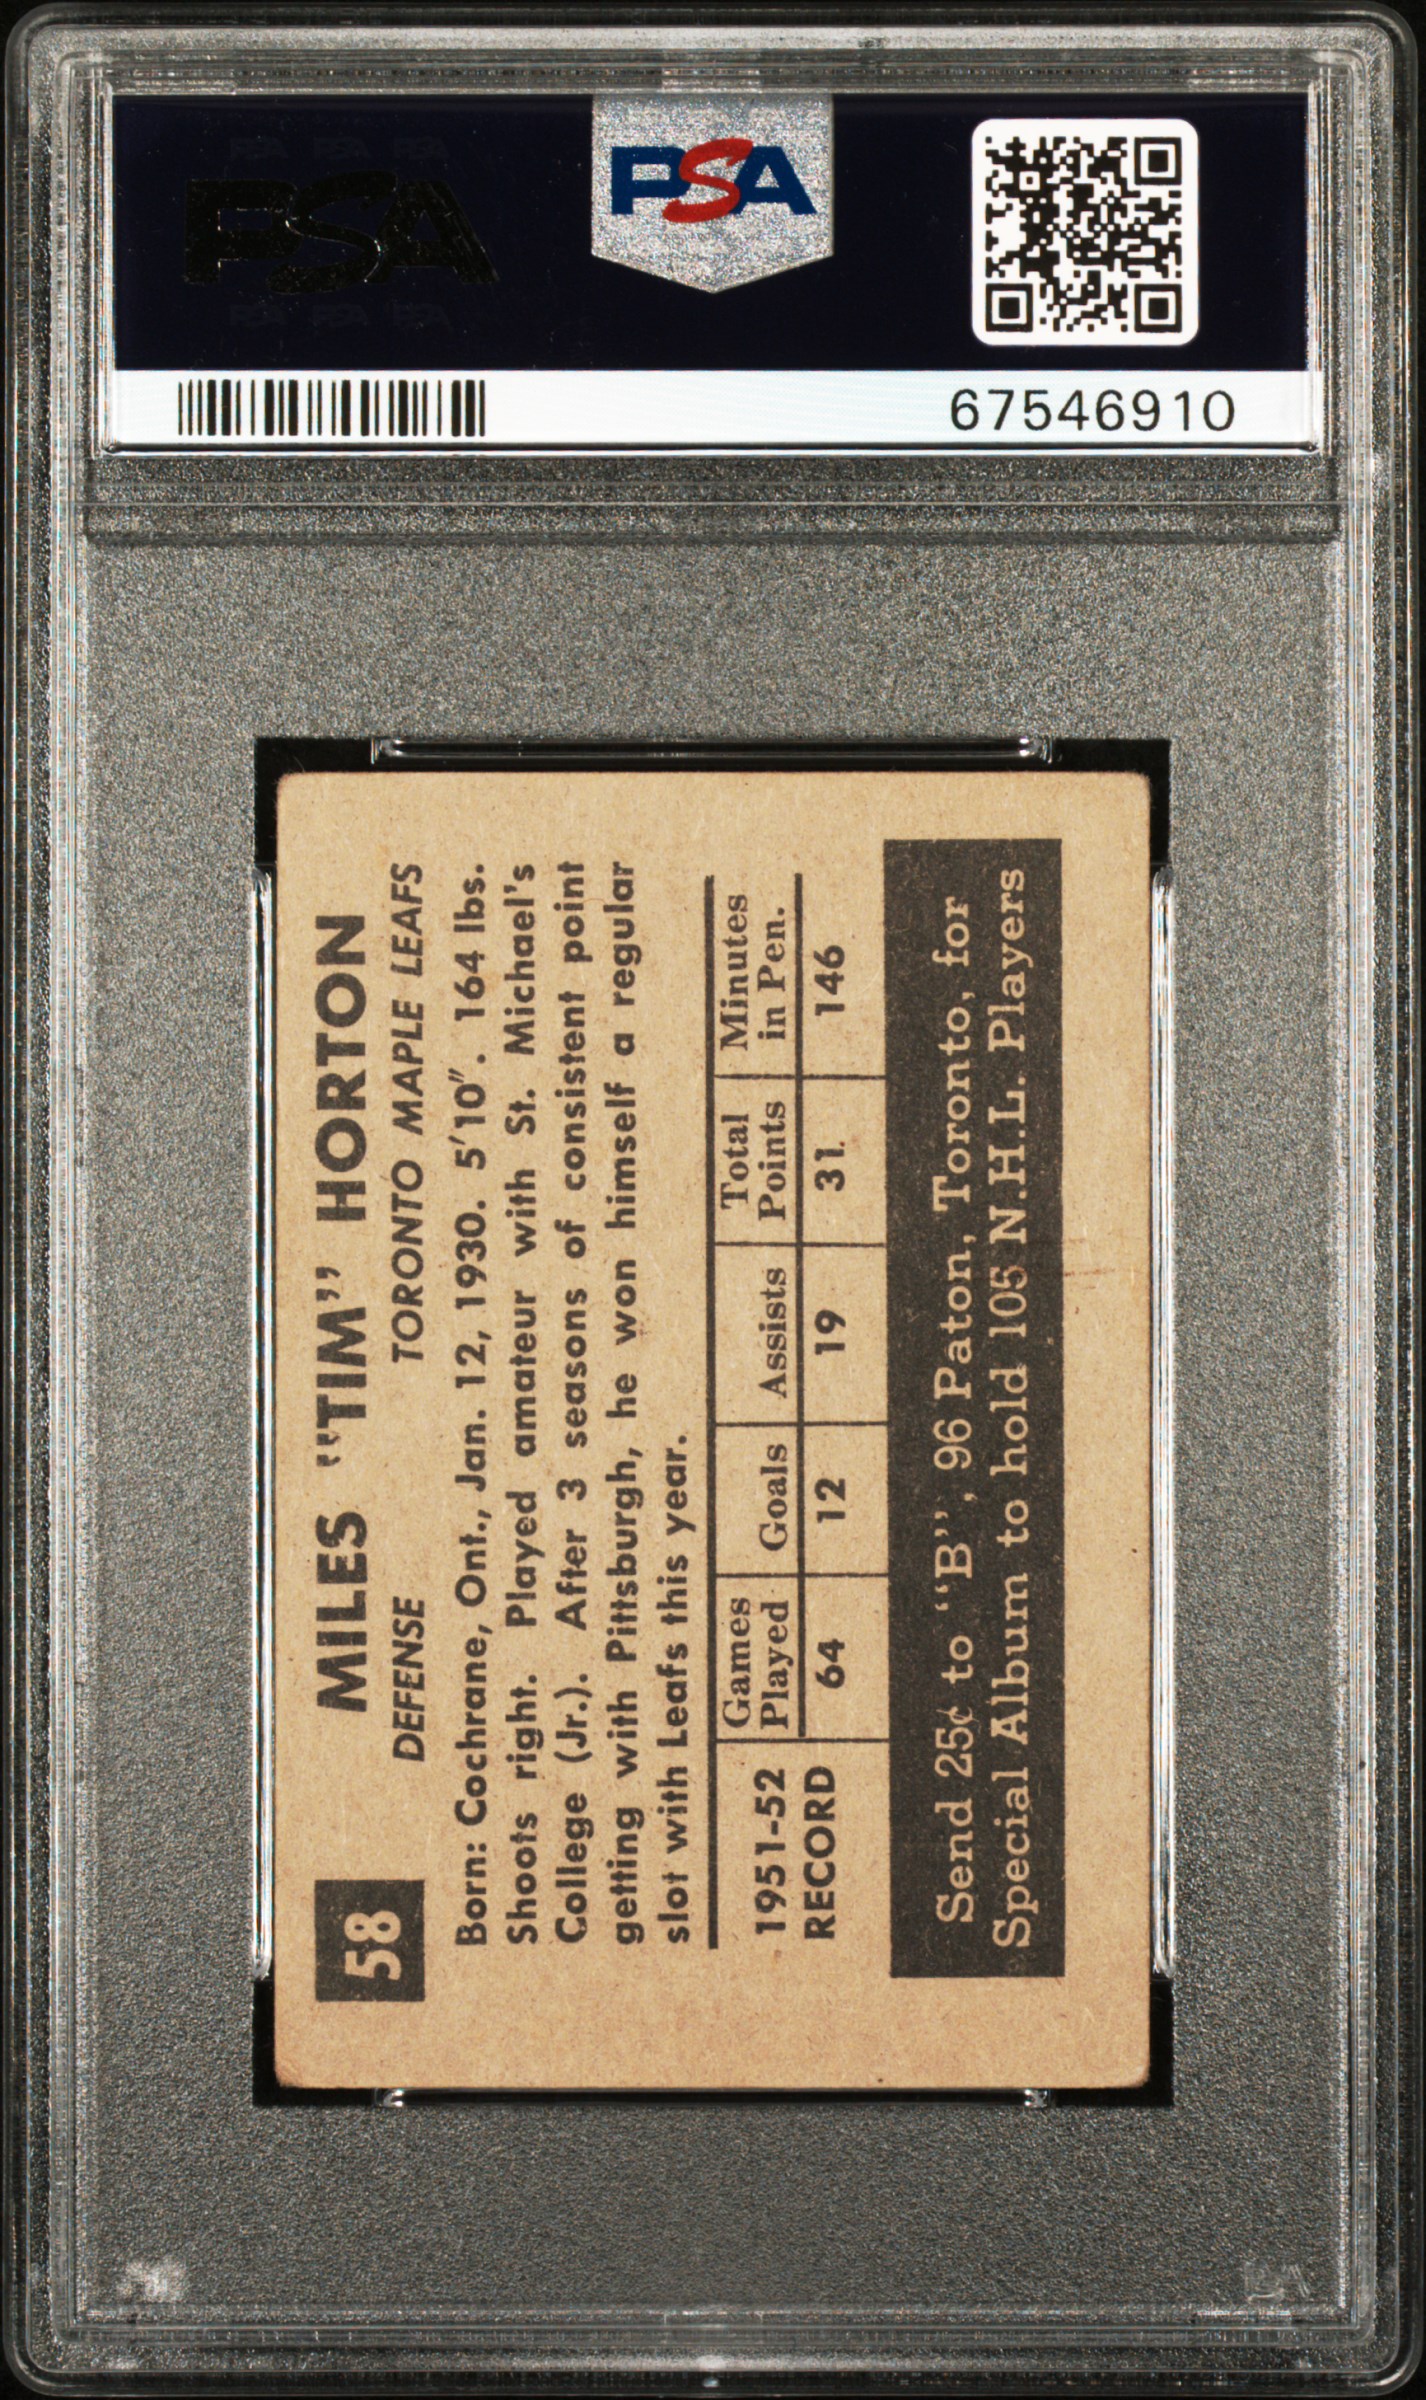 PSA
PSA
67546910
58
MILES "TIM" HORTON
DEFENSE TORONTO MAPLE LEAFS
Born: Cochrane, Ont., Jan. 12, 1930. 5'10". 164 lbs.
Shoots right. Played amateur with St. Michael's
College (Jr.). After 3 seasons of consistent point
getting with Pittsburgh, he won himself a regular
slot with Leafs this year.
1951-52 RECORD
Games Played Goals Assists Total Points Minutes in Pen.
64 12 19 31 146
Send 25¢ to "B", 96 Paton, Toronto, for
Special Album to hold 105 N.H.L. Players